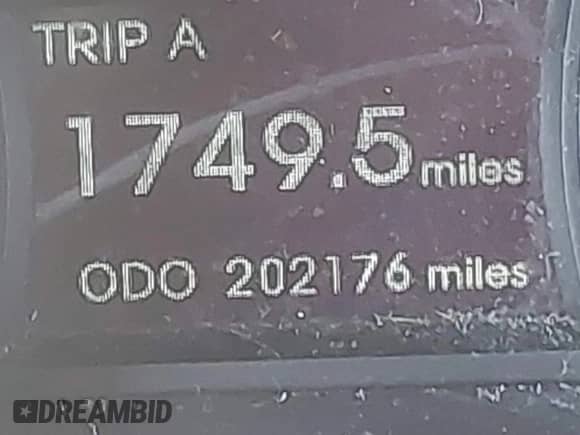 TRIP A
1749.5 miles
ODO 202176 miles
DREAMBID